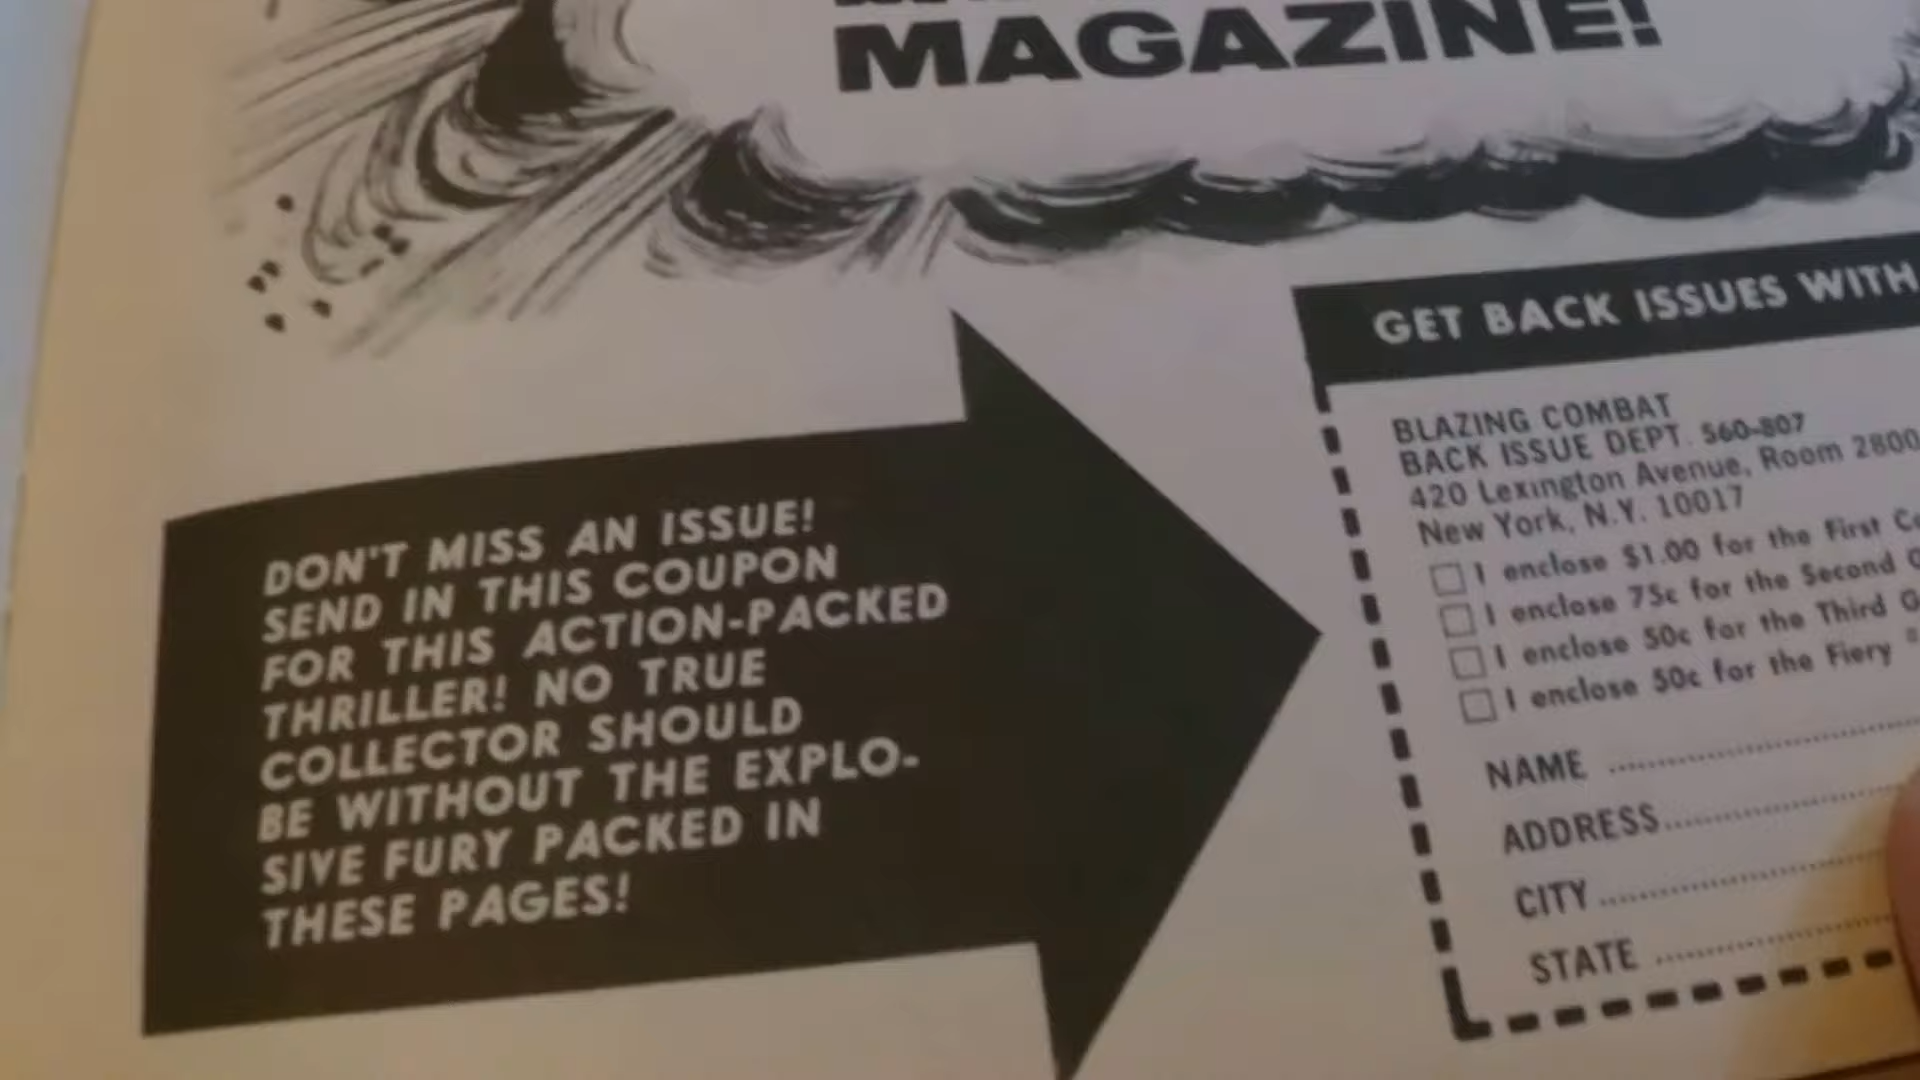 MAGAZINE!
DON'T MISS AN ISSUE!
SEND IN THIS COUPON
FOR THIS ACTION-PACKED
THRILLER! NO TRUE
COLLECTOR SHOULD
BE WITHOUT THE EXPLO-
SIVE FURY PACKED IN
THESE PAGES!
GET BACK ISSUES WITH
BLAZING COMBAT
BACK ISSUE DEPT. 560-807
420 Lexington Avenue, Room 2800
New York, N.Y. 10017
I enclose $1.00 for the First
I enclose 75c for the Second
I enclose 50c for the Third
I enclose 50c for the Fiery
NAME
ADDRESS
CITY
STATE